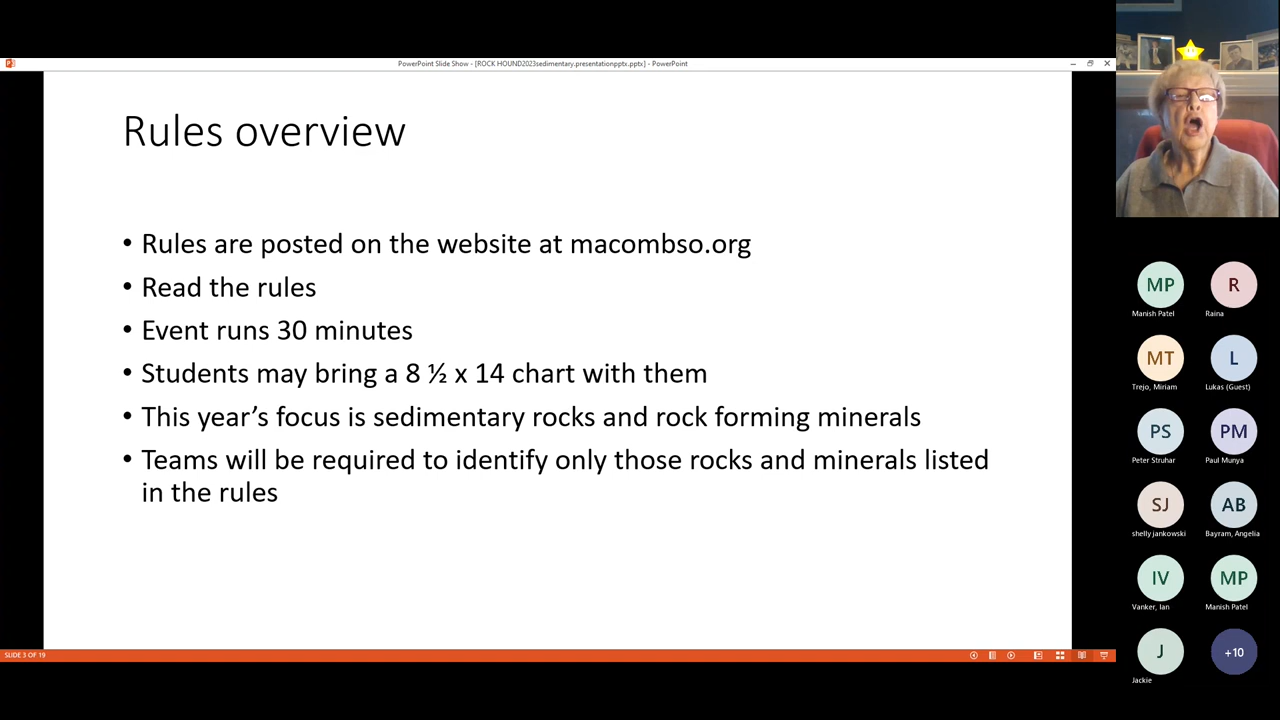 PowerPoint Slide Show - [ROCK HOUND2023sedimentary.presentationpptx.pptx] - PowerPoint
Rules overview
• Rules are posted on the website at macombso.org
• Read the rules
• Event runs 30 minutes
• Students may bring a 8 ½ x 14 chart with them
• This year’s focus is sedimentary rocks and rock forming minerals
• Teams will be required to identify only those rocks and minerals listed
in the rules
SLIDE 3 OF 19
MP
Manish Patel
R
Raina
MT
Trejo, Miriam
L
Lukas (Guest)
PS
Peter Struhar
PM
Paul Munya
SJ
shelly jankowski
AB
Bayram, Angelia
IV
Vanker, Ian
MP
Manish Patel
J
Jackie
+10